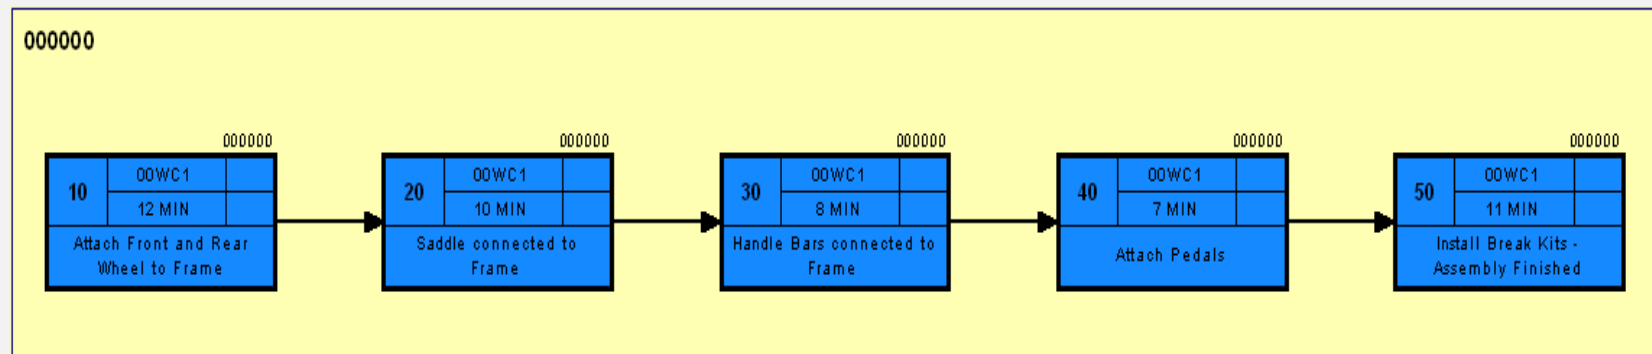 000000
000000
10
00WC1
12 MIN
Attach Front and Rear
Wheel to Frame
000000
20
00WC1
10 MIN
Saddle connected to
Frame
000000
30
00WC1
8 MIN
Handle Bars connected to
Frame
000000
40
00WC1
7 MIN
Attach Pedals
000000
50
00WC1
11 MIN
Install Break Kits -
Assembly Finished